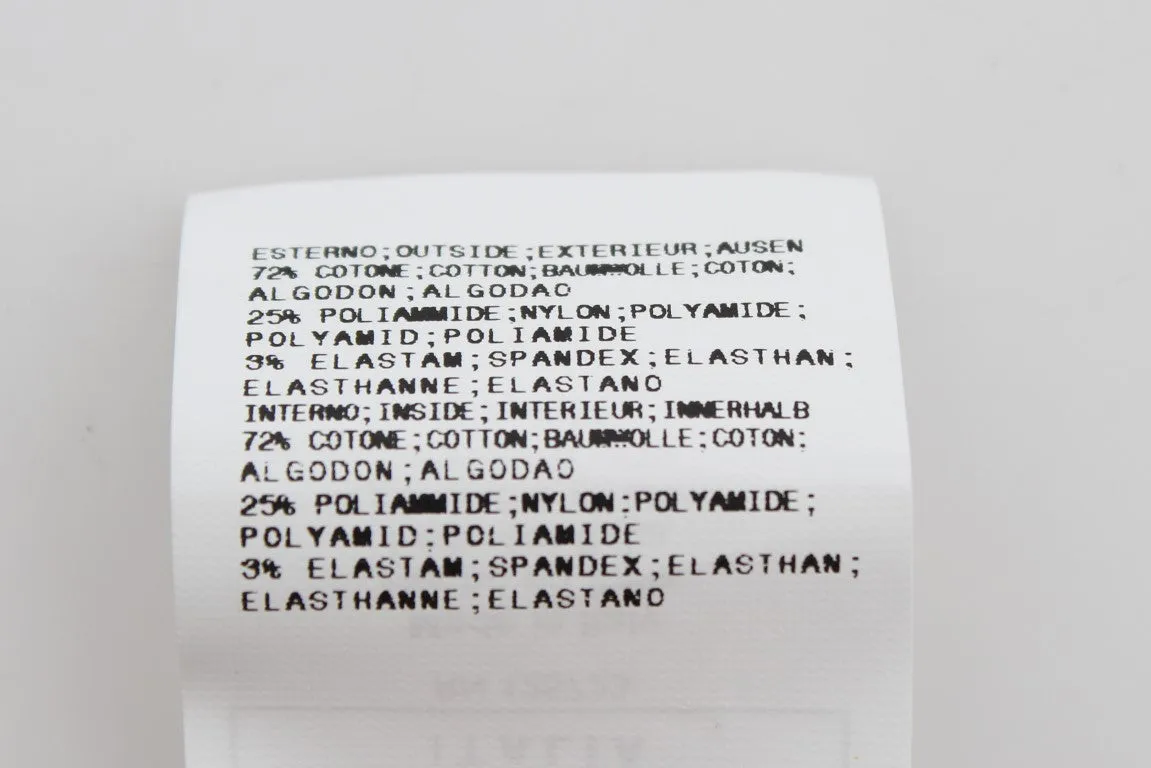 ESTERNO;OUTSIDE;EXTERIEUR;AUSEN
72% COTONE;COTTON;BAUMWOLLE;COTON;
ALGODON;ALGODAO
25% POLIAMMIDE;NYLON;POLYAMIDE;
POLYAMID;POLIAMIDE
3% ELASTAM;SPANDEX;ELASTHAN;
ELASTHANNE;ELASTANO
INTERNO;INSIDE;INTERIEUR;INNERHALB
72% COTONE;COTTON;BAUMWOLLE;COTON;
ALGODON;ALGODAO
25% POLIAMMIDE;NYLON;POLYAMIDE;
POLYAMID;POLIAMIDE
3% ELASTAM;SPANDEX;ELASTHAN;
ELASTHANNE;ELASTANO
ITALIA